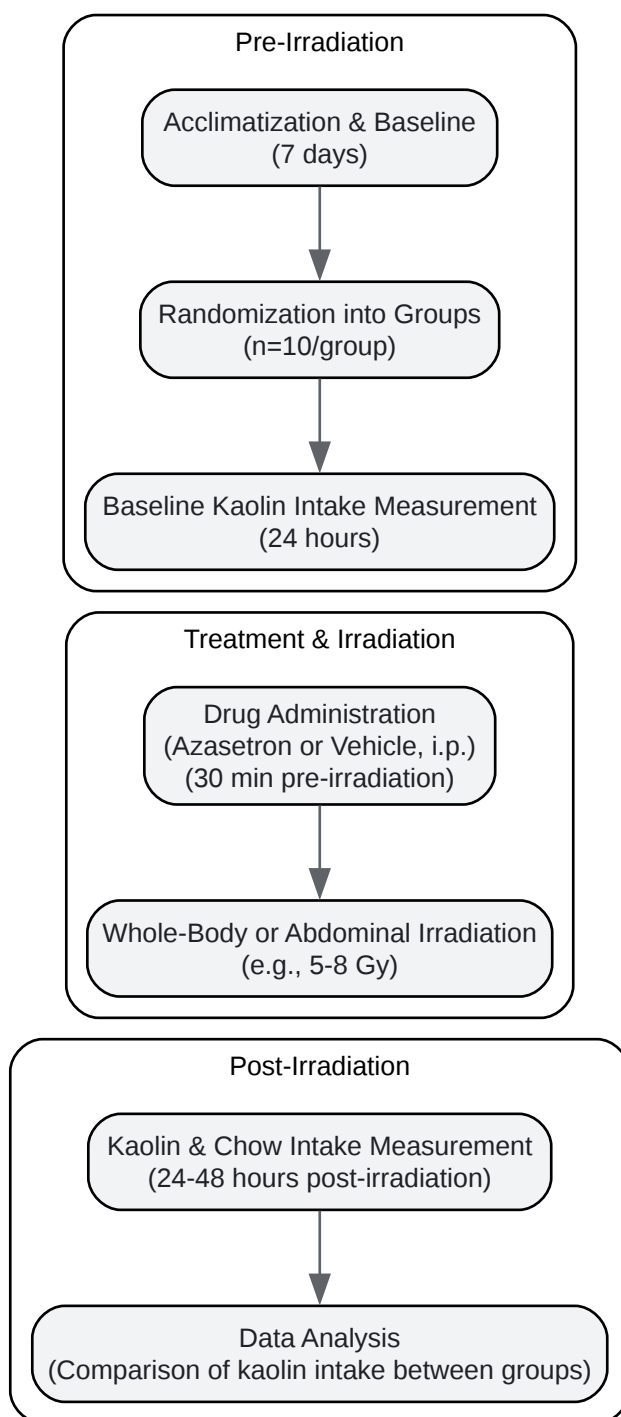 Pre-Irradiation
Acclimatization & Baseline
(7 days)
Randomization into Groups
(n=10/group)
Baseline Kaolin Intake Measurement
(24 hours)
Treatment & Irradiation
Drug Administration
(Azasetron or Vehicle, i.p.)
(30 min pre-irradiation)
Whole-Body or Abdominal Irradiation
(e.g., 5-8 Gy)
Post-Irradiation
Kaolin & Chow Intake Measurement
(24-48 hours post-irradiation)
Data Analysis
(Comparison of kaolin intake between groups)